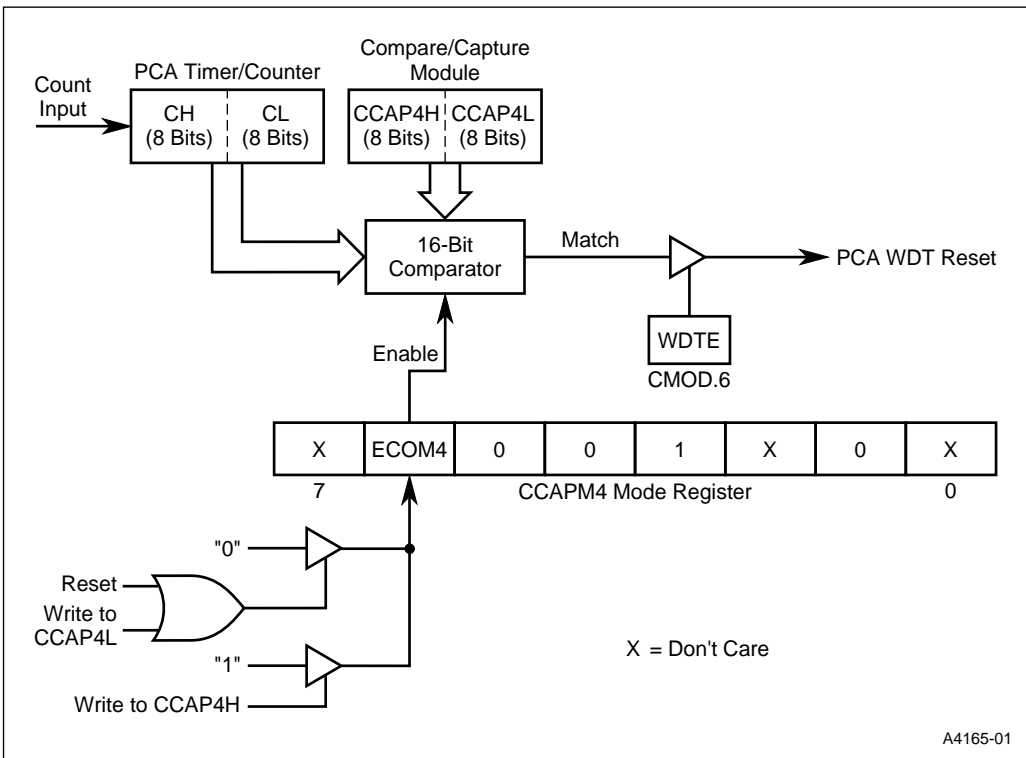 Compare/Capture
Module
PCA Timer/Counter
Count
Input
CH
(8 Bits)
CL
(8 Bits)
CCAP4H
(8 Bits)
CCAP4L
(8 Bits)
16-Bit
Comparator
Match
PCA WDT Reset
WDTE
CMOD.6
Enable
X ECOM4 0 0 1 X 0 X
7 CCAPM4 Mode Register 0
"0"
Reset
Write to
CCAP4L
"1"
Write to CCAP4H
X = Don't Care
A4165-01